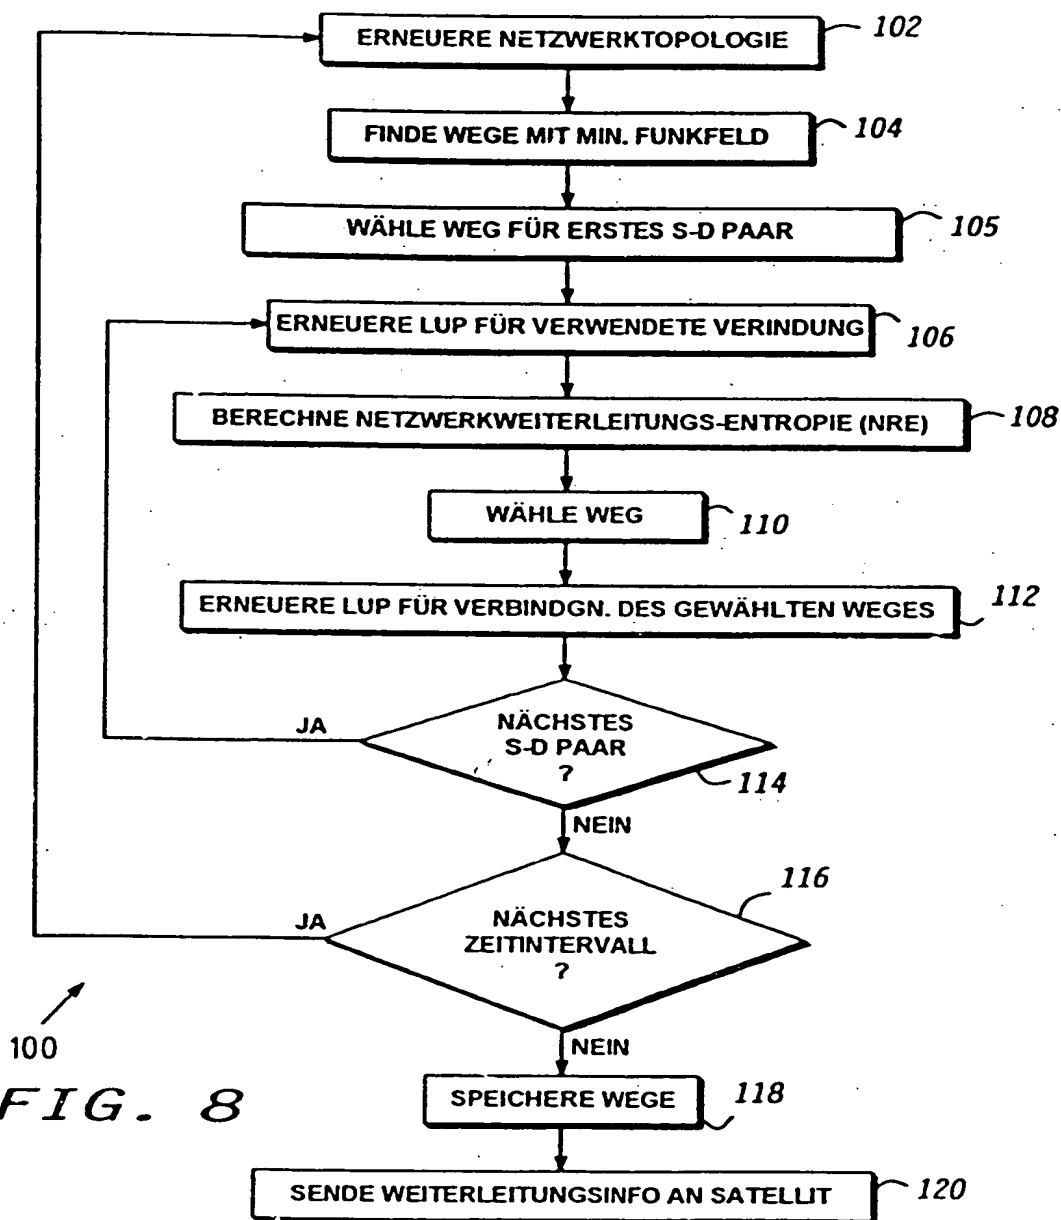 ERNEUERE NETZWERKTOPOLOGIE 102
FINDE WEGE MIT MIN. FUNKFELD 104
WÄHLE WEG FÜR ERSTES S-D PAAR 105
ERNEUERE LUP FÜR VERWENDETE VERINDUNG 106
BERECHNE NETZWERKWEITERLEITUNGS-ENTROPIE (NRE) 108
WÄHLE WEG 110
ERNEUERE LUP FÜR VERBINDGN. DES GEWÄHLTEN WEGES 112
JA
NÄCHSTES
S-D PAAR
?
114
NEIN
116
JA
NÄCHSTES
ZEITINTERVALL
?
NEIN
100
FIG. 8
SPEICHERE WEGE 118
SENDE WEITERLEITUNGSINFO AN SATELLIT 120